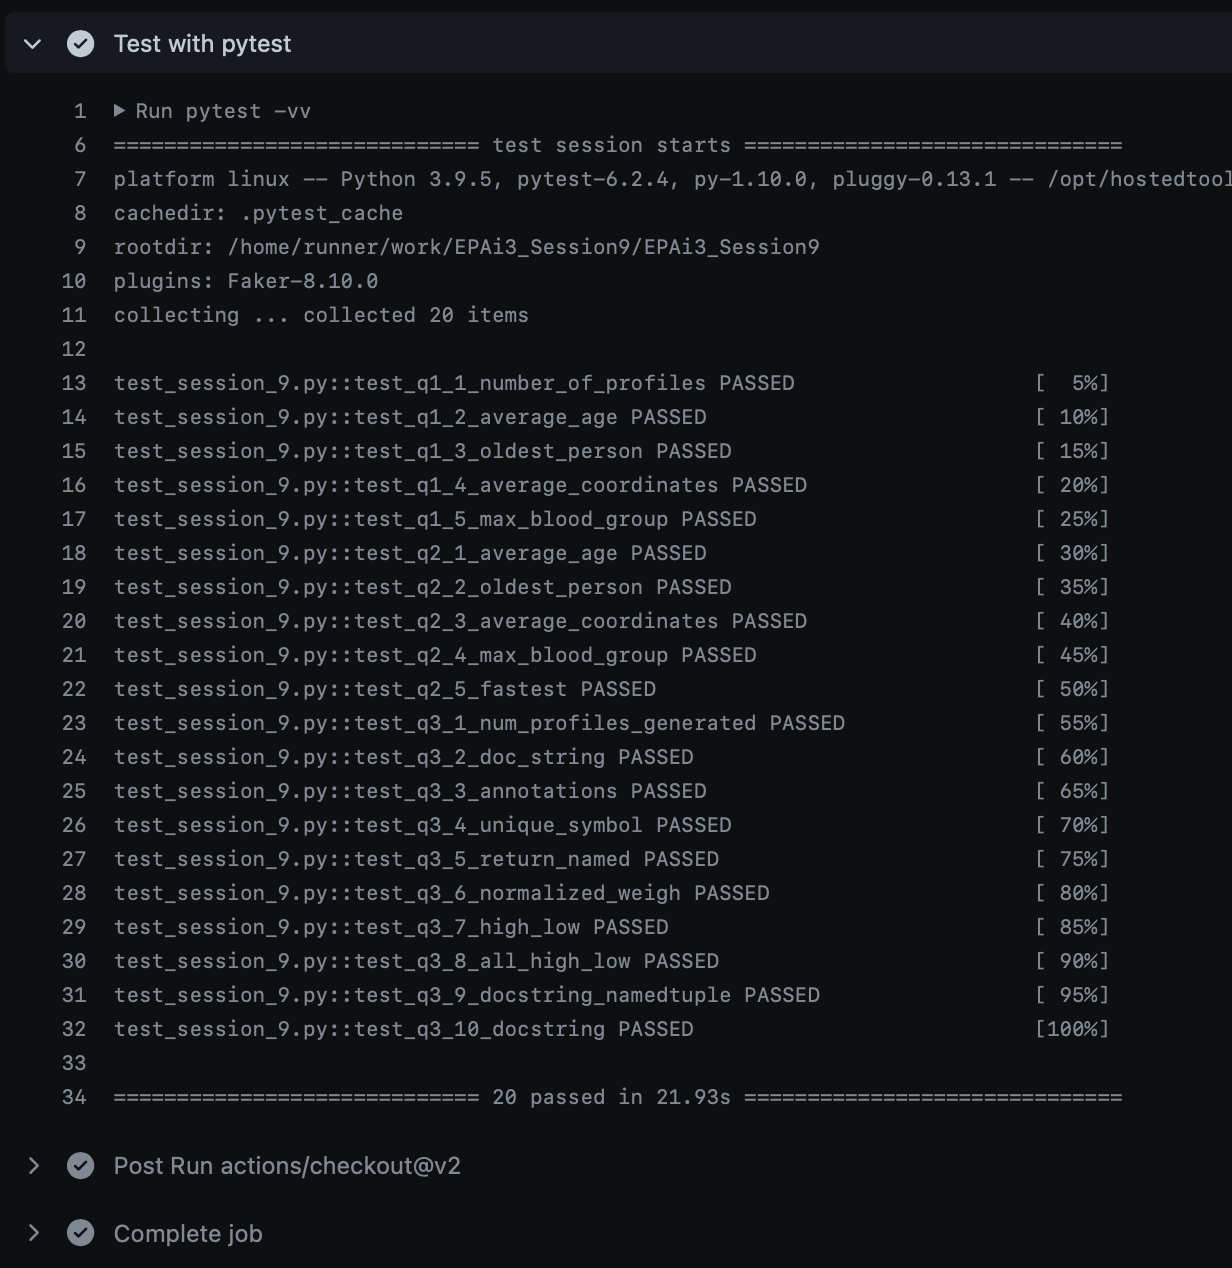 Test with pytest
1 Run pytest -vv
6 ============================= test session starts ==============================
7 platform linux -- Python 3.9.5, pytest-6.2.4, py-1.10.0, pluggy-0.13.1 -- /opt/hostedtool
8 cachedir: .pytest_cache
9 rootdir: /home/runner/work/EPAi3_Session9/EPAi3_Session9
10 plugins: Faker-8.10.0
11 collecting ... collected 20 items
12
13 test_session_9.py::test_q1_1_number_of_profiles PASSED [  5%]
14 test_session_9.py::test_q1_2_average_age PASSED [ 10%]
15 test_session_9.py::test_q1_3_oldest_person PASSED [ 15%]
16 test_session_9.py::test_q1_4_average_coordinates PASSED [ 20%]
17 test_session_9.py::test_q1_5_max_blood_group PASSED [ 25%]
18 test_session_9.py::test_q2_1_average_age PASSED [ 30%]
19 test_session_9.py::test_q2_2_oldest_person PASSED [ 35%]
20 test_session_9.py::test_q2_3_average_coordinates PASSED [ 40%]
21 test_session_9.py::test_q2_4_max_blood_group PASSED [ 45%]
22 test_session_9.py::test_q2_5_fastest PASSED [ 50%]
23 test_session_9.py::test_q3_1_num_profiles_generated PASSED [ 55%]
24 test_session_9.py::test_q3_2_doc_string PASSED [ 60%]
25 test_session_9.py::test_q3_3_annotations PASSED [ 65%]
26 test_session_9.py::test_q3_4_unique_symbol PASSED [ 70%]
27 test_session_9.py::test_q3_5_return_named PASSED [ 75%]
28 test_session_9.py::test_q3_6_normalized_weigh PASSED [ 80%]
29 test_session_9.py::test_q3_7_high_low PASSED [ 85%]
30 test_session_9.py::test_q3_8_all_high_low PASSED [ 90%]
31 test_session_9.py::test_q3_9_docstring_namedtuple PASSED [ 95%]
32 test_session_9.py::test_q3_10_docstring PASSED [100%]
33
34 ============================= 20 passed in 21.93s ==============================
Post Run actions/checkout@v2
Complete job